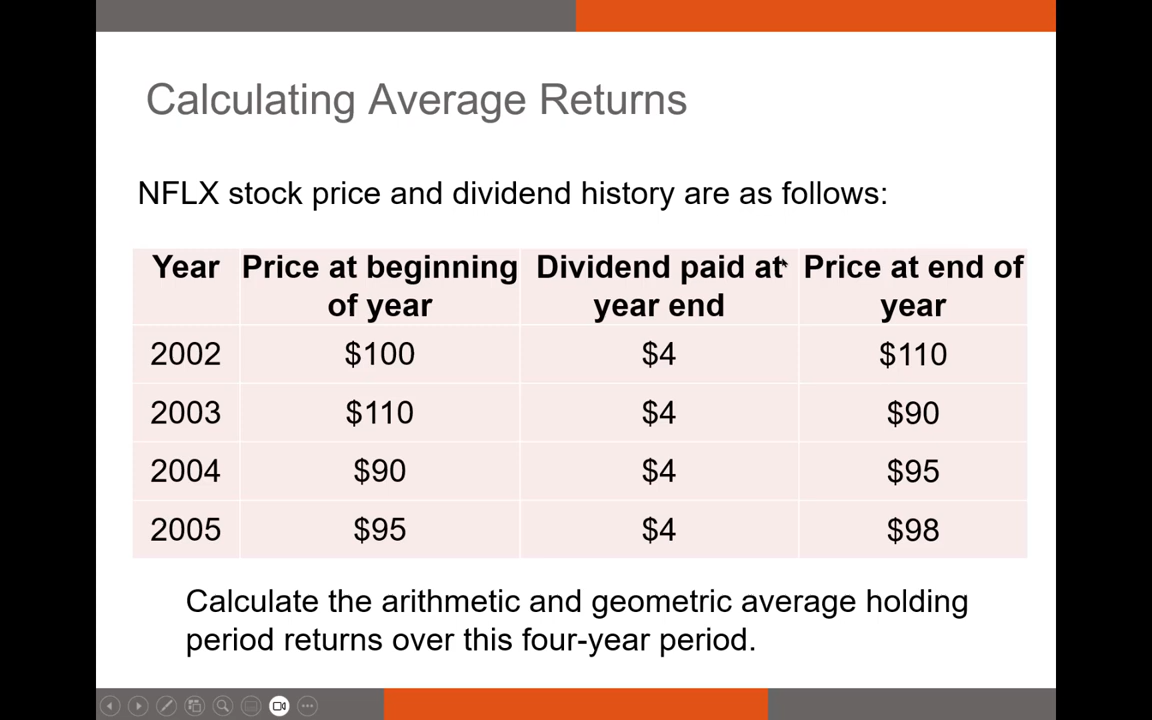 Calculating Average Returns
NFLX stock price and dividend history are as follows:
Year Price at beginning of year Dividend paid at year end Price at end of year
2002 $100 $4 $110
2003 $110 $4 $90
2004 $90 $4 $95
2005 $95 $4 $98
Calculate the arithmetic and geometric average holding
period returns over this four-year period.